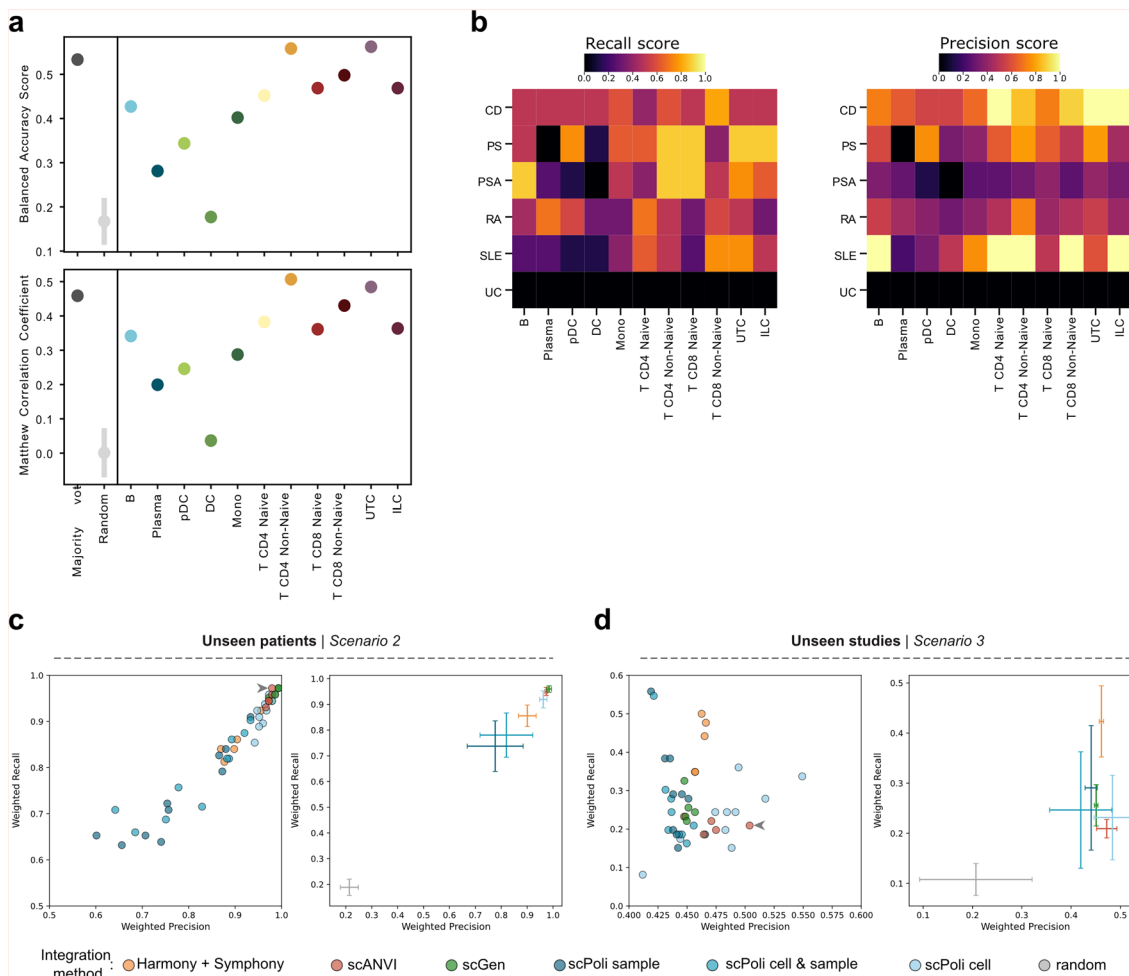 a
Balanced Accuracy Score
0.5
0.4
0.3
0.2
0.1
Matthew Correlation Coefficient
0.5
0.4
0.3
0.2
0.1
0.0
Majority vot
Random
B
Plasma
pDC
DC
Mono
T CD4 Naive
T CD4 Non-Naive
T CD8 Naive
T CD8 Non-Naive
UTC
ILC
b
Recall score
0.0 0.2 0.4 0.6 0.8 1.0
CD
PS
PSA
RA
SLE
UC
B
Plasma
pDC
DC
Mono
T CD4 Naive
T CD4 Non-Naive
T CD8 Naive
T CD8 Non-Naive
UTC
ILC
Precision score
0.0 0.2 0.4 0.6 0.8 1.0
CD
PS
PSA
RA
SLE
UC
B
Plasma
pDC
DC
Mono
T CD4 Naive
T CD4 Non-Naive
T CD8 Naive
T CD8 Non-Naive
UTC
ILC
c
Unseen patients | Scenario 2
Weighted Recall
1.0
0.9
0.8
0.7
0.6
0.5
0.5 0.6 0.7 0.8 0.9 1.0
Weighted Precision
Weighted Recall
1.0
0.9
0.8
0.7
0.6
0.5
0.4
0.3
0.2
0.2 0.3 0.4 0.5 0.6 0.7 0.8 0.9 1.0
Weighted Precision
d
Unseen studies | Scenario 3
Weighted Recall
0.6
0.5
0.4
0.3
0.2
0.1
0.0
0.400 0.425 0.450 0.475 0.500 0.525 0.550 0.575 0.600
Weighted Precision
Weighted Recall
0.5
0.4
0.3
0.2
0.1
0.1 0.2 0.3 0.4 0.5
Weighted Precision
Integration method :
Harmony + Symphony
scANVI
scGen
scPoli sample
scPoli cell & sample
scPoli cell
random